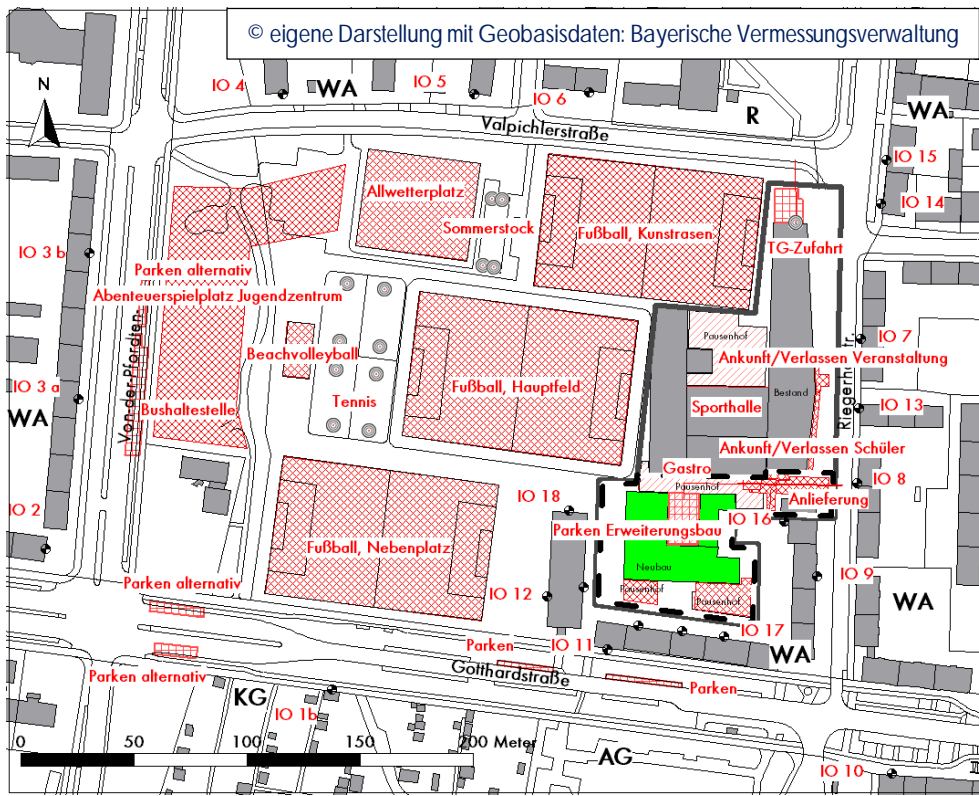 © eigene Darstellung mit Geobasisdaten: Bayerische Vermessungsverwaltung
IO 4
WA
IO 5
IO 6
R
WA
N
Valpichlerstraße
IO 15
Allwetterplatz
IO 14
Sommerstock
Fußball, Kunstrasen
TG-Zufahrt
IO 3 b
Parken alternativ
Abenteuerspielplatz Jugendzentrum
Pausenhof
IO 7
Beachvolleyball
Ankunft/Verlassen Veranstaltung
Fußball, Hauptfeld
IO 3 a
Von-der-Pfordten-
Bestand
Riegerhofstr.
WA
Bushaltestelle
Tennis
Sporthalle
IO 13
Ankunft/Verlassen Schüler
Gastro
IO 8
Pausenhof
IO 18
Anlieferung
IO 2
IO 16
Parken Erweiterungsbau
Fußball, Nebenplatz
Neubau
IO 9
Parken alternativ
IO 12
Pausenhof
Pausenhof
WA
IO 17
Parken
IO 11
WA
Parken alternativ
Gotthardstraße
Parken
KG
IO 1b
0 50 100 150 200 Meter
AG
IO 10